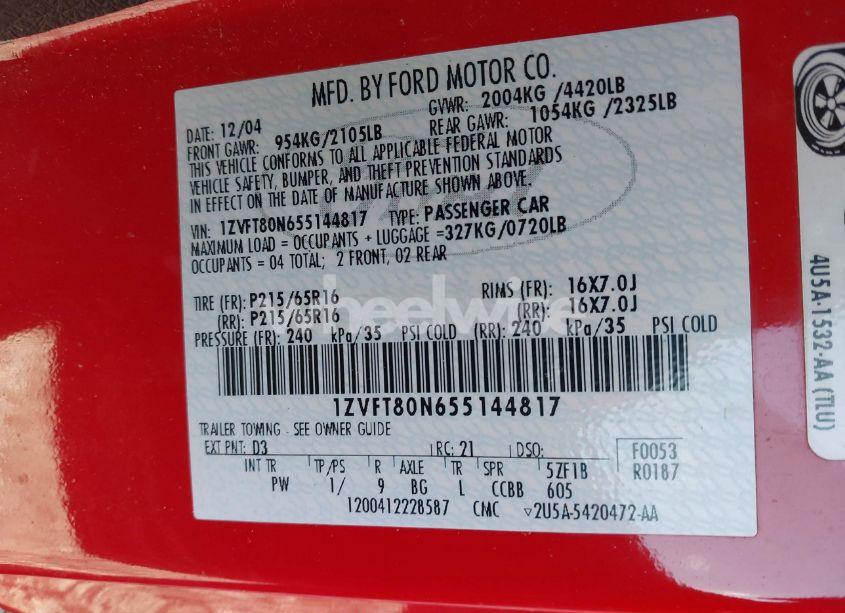 MFD. BY FORD MOTOR CO.
DATE: 12/04 GVWR: 2004KG /4420LB
FRONT GAWR: 954KG/2105LB REAR GAWR: 1054KG /2325LB
THIS VEHICLE CONFORMS TO ALL APPLICABLE FEDERAL MOTOR
VEHICLE SAFETY, BUMPER, AND THEFT PREVENTION STANDARDS
IN EFFECT ON THE DATE OF MANUFACTURE SHOWN ABOVE.
VIN: 1ZVFT80N655144817 TYPE: PASSENGER CAR
MAXIMUM LOAD = OCCUPANTS + LUGGAGE =327KG/0720LB
OCCUPANTS = 04 TOTAL; 2 FRONT, 02 REAR
TIRE (FR): P215/65R16 RIMS (FR): 16X7.0J
(RR): P215/65R16 (RR): 16X7.0J
PRESSURE (FR): 240 kPa/35 PSI COLD (RR): 240 kPa/35 PSI COLD
1ZVFT80N655144817
TRAILER TOWING - SEE OWNER GUIDE
EXT PNT: D3 RC: 21 DSO: F0053
INT TR TP/PS R AXLE TR SPR 5ZF1B R0187
PW 1/ 9 BG L CCBB 605
1200412228587 CMC ▽2U5A-5420472-AA
4U5A-1532-AA (TLU)
heelwise